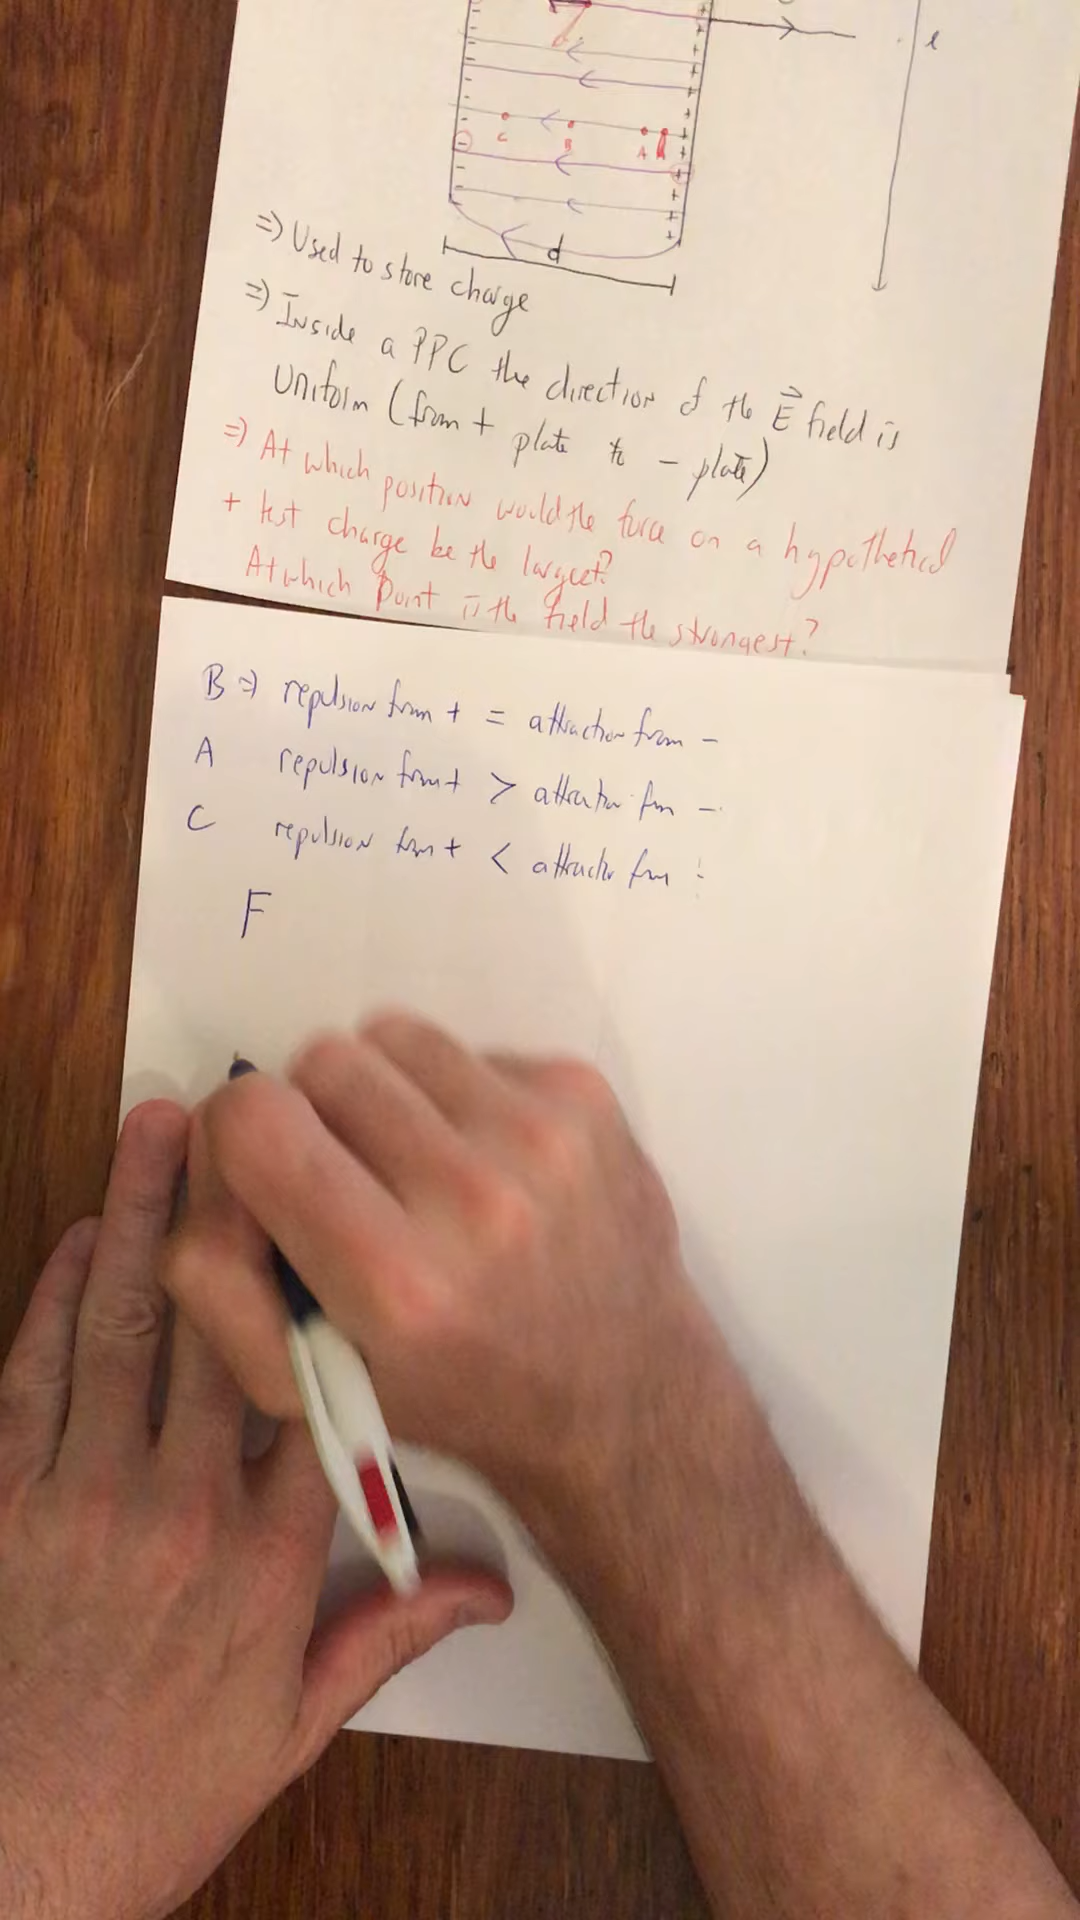 l
C B A
d
=> Used to store charge
=> Inside a PPC the direction of the E⃗ field is
Uniform (from + plate to - plate)
=> At which position would the force on a hypothetical
+ test charge be the largest?
At which Point is the field the strongest?
B => repulsion from + = attraction from -
A repulsion from + > attraction from -
C repulsion from + < attraction from -
F